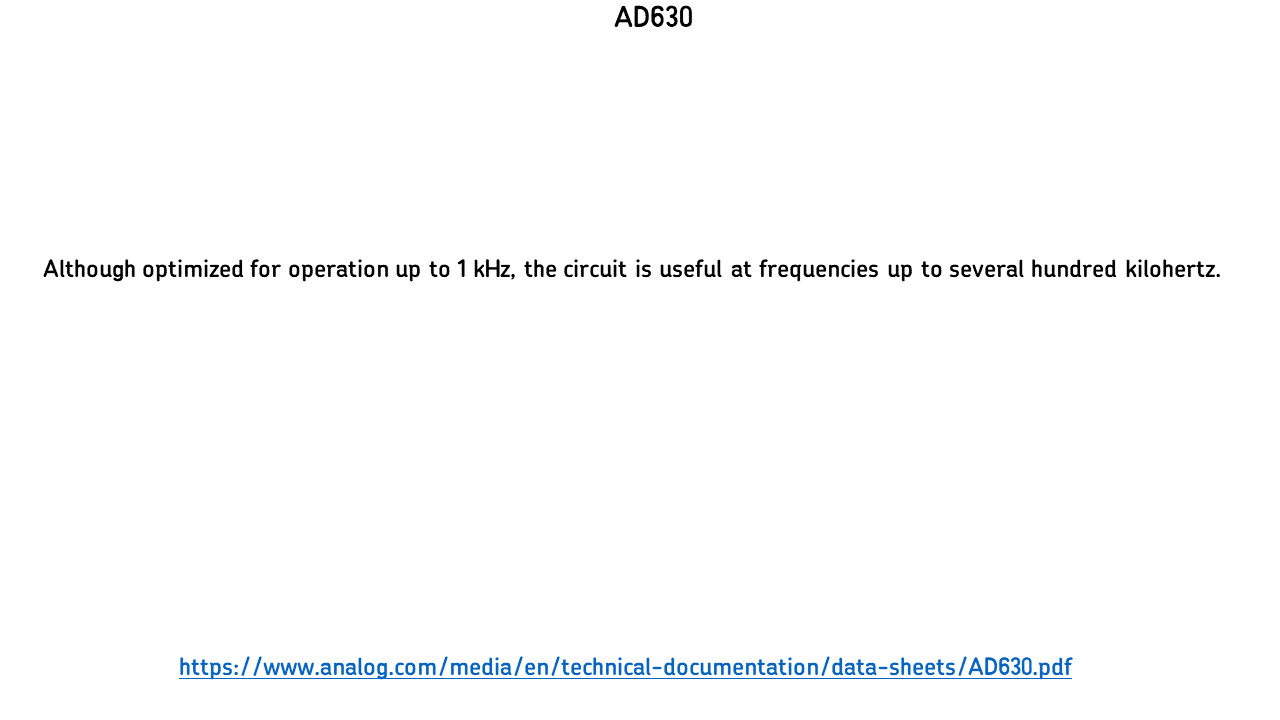 AD630
Although optimized for operation up to 1 kHz, the circuit is useful at frequencies up to several hundred kilohertz.
https://www.analog.com/media/en/technical-documentation/data-sheets/AD630.pdf